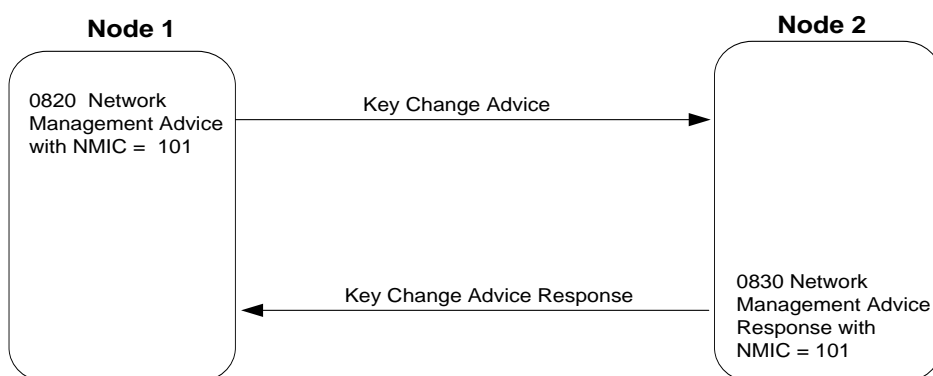 Node 1
Node 2
0820 Network
Management Advice
with NMIC = 101
Key Change Advice
Key Change Advice Response
0830 Network
Management Advice
Response with
NMIC = 101